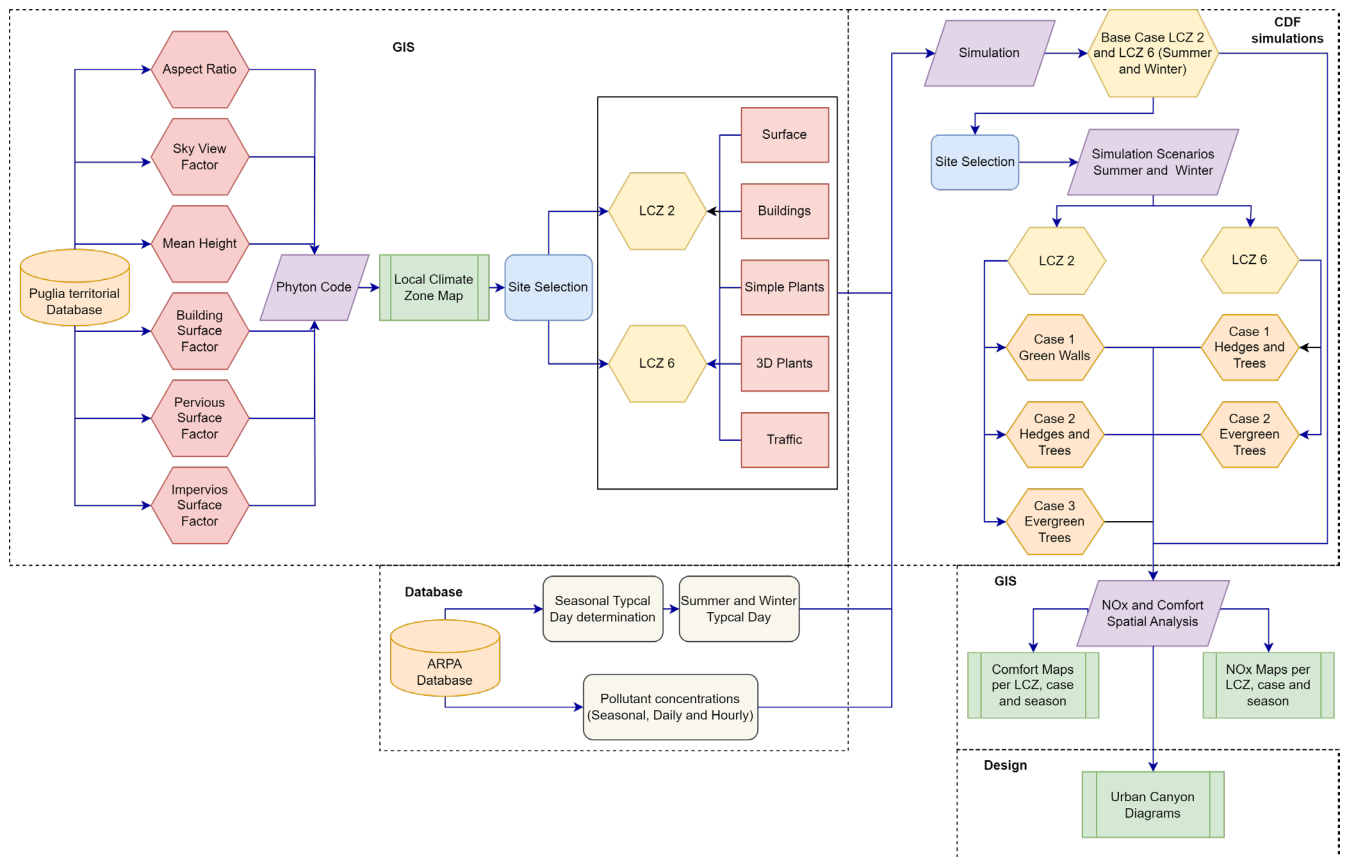 GIS
Aspect Ratio
Sky View
Factor
Mean Height
Puglia territorial
Database
Building
Surface
Factor
Pervious
Surface
Factor
Impervios
Surface
Factor
Phyton Code
Local Climate
Zone Map
Site Selection
LCZ 2
LCZ 6
Surface
Buildings
Simple Plants
3D Plants
Traffic
CDF
simulations
Simulation
Base Case LCZ 2
and LCZ 6 (Summer
and Winter)
Site Selection
Simulation Scenarios
Summer and Winter
LCZ 2
LCZ 6
Case 1
Green Walls
Case 1
Hedges and
Trees
Case 2
Hedges and
Trees
Case 2
Evergreen
Trees
Case 3
Evergreen
Trees
Database
ARPA
Database
Seasonal Typcal
Day determination
Summer and Winter
Typcal Day
Pollutant concentrations
(Seasonal, Daily and Hourly)
GIS
NOx and Comfort
Spatial Analysis
Comfort Maps
per LCZ, case
and season
NOx Maps per
LCZ, case and
season
Design
Urban Canyon
Diagrams